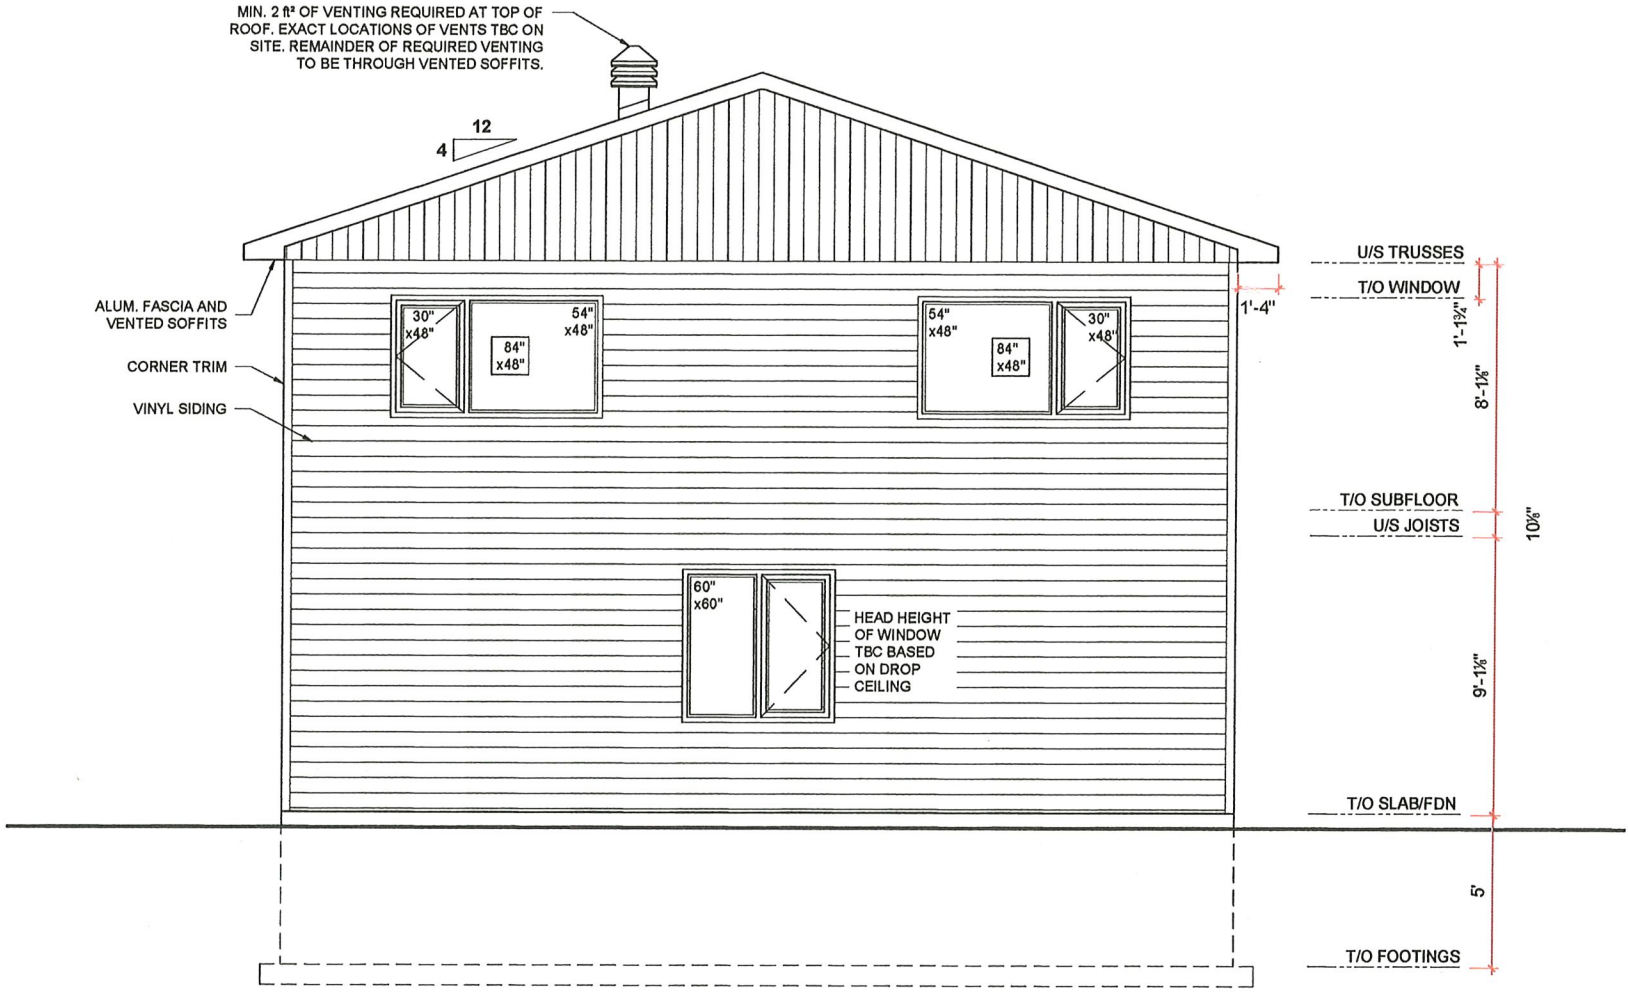 MIN. 2 ft² OF VENTING REQUIRED AT TOP OF
ROOF. EXACT LOCATIONS OF VENTS TBC ON
SITE. REMAINDER OF REQUIRED VENTING
TO BE THROUGH VENTED SOFFITS.
12
4
ALUM. FASCIA AND
VENTED SOFFITS
CORNER TRIM
VINYL SIDING
30"
x48"
84"
x48"
54"
x48"
54"
x48"
84"
x48"
30"
x48"
60"
x60"
HEAD HEIGHT
OF WINDOW
TBC BASED
ON DROP
CEILING
U/S TRUSSES
T/O WINDOW
1'-4"
1'-1¾"
8'-1⅛"
T/O SUBFLOOR
U/S JOISTS
10⅛"
9'-1⅛"
T/O SLAB/FDN
5'
T/O FOOTINGS